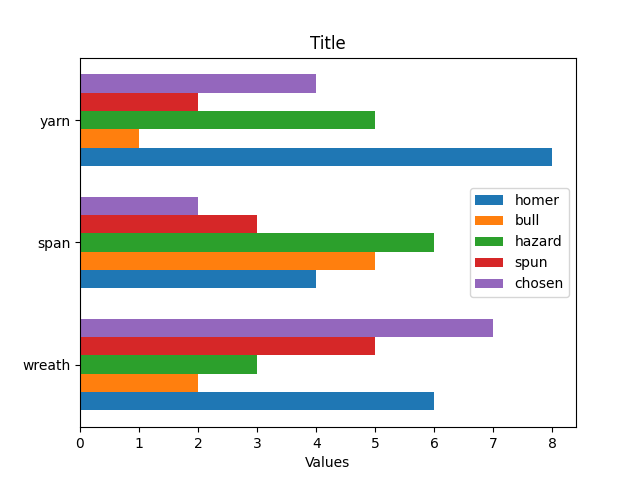 Title
yarn
span
wreath
homer
bull
hazard
spun
chosen
0 1 2 3 4 5 6 7 8
Values